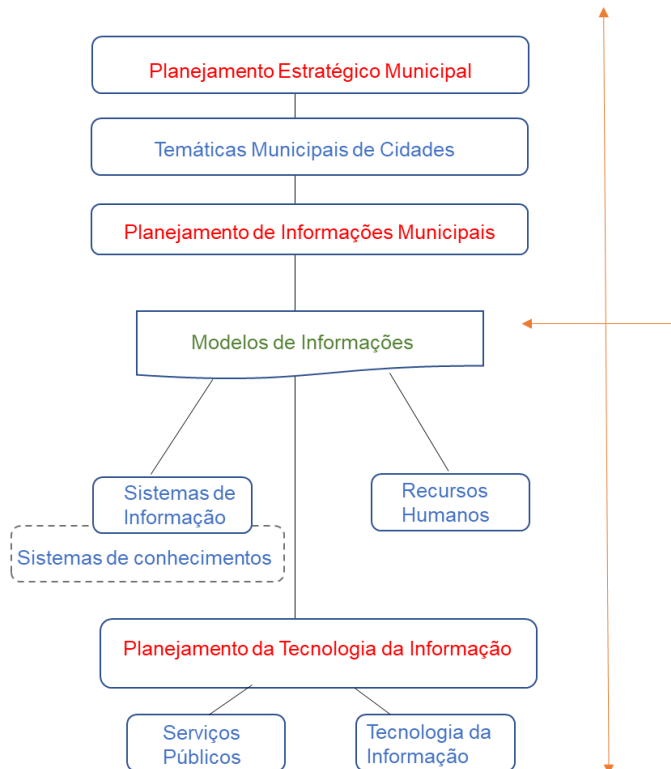 Planejamento Estratégico Municipal
Temáticas Municipais de Cidades
Planejamento de Informações Municipais
Modelos de Informações
Sistemas de
Informação
Recursos
Humanos
Sistemas de conhecimentos
Planejamento da Tecnologia da Informação
Serviços
Públicos
Tecnologia da
Informação